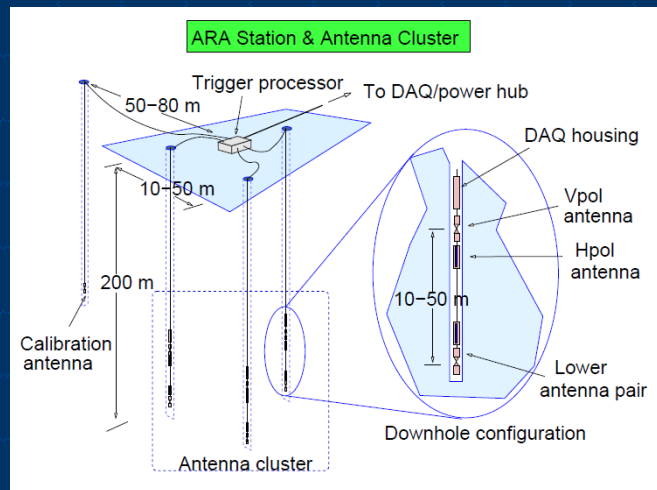 ARA Station & Antenna Cluster
Trigger processor
50−80 m
To DAQ/power hub
DAQ housing
Vpol
antenna
Hpol
antenna
10−50 m
200 m
10−50 m
Calibration
antenna
Lower
antenna pair
Downhole configuration
Antenna cluster